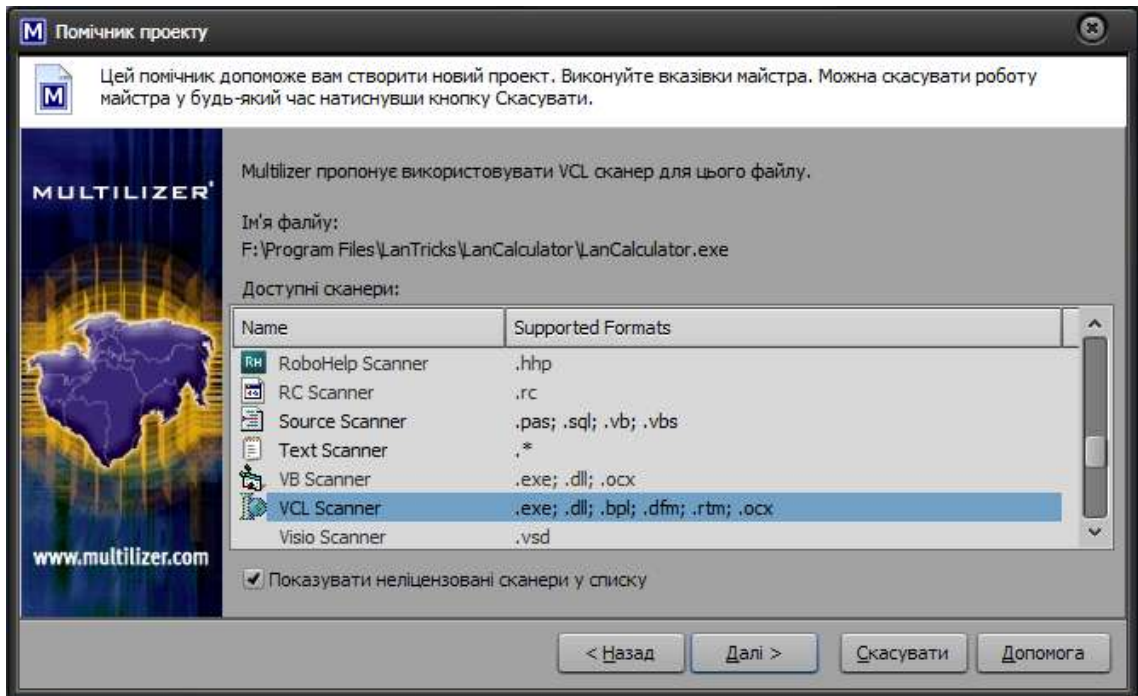 M Помічник проекту
Цей помічник допоможе вам створити новий проект. Виконуйте вказівки майстра. Можна скасувати роботу
майстра у будь-який час натиснувши кнопку Скасувати.
M
MULTILIZER®
Multilizer пропонує використовувати VCL сканер для цього файлу.
Ім'я фалйу:
F:\Program Files\LanTricks\LanCalculator\LanCalculator.exe
Доступні сканери:
Name Supported Formats
RH RoboHelp Scanner .hhp
RC Scanner .rc
Source Scanner .pas; .sql; .vb; .vbs
Text Scanner .*
VB Scanner .exe; .dll; .ocx
VCL Scanner .exe; .dll; .bpl; .dfm; .rtm; .ocx
Visio Scanner .vsd
www.multilizer.com
Показувати неліцензовані сканери у списку
< Назад Далі > Скасувати Допомога